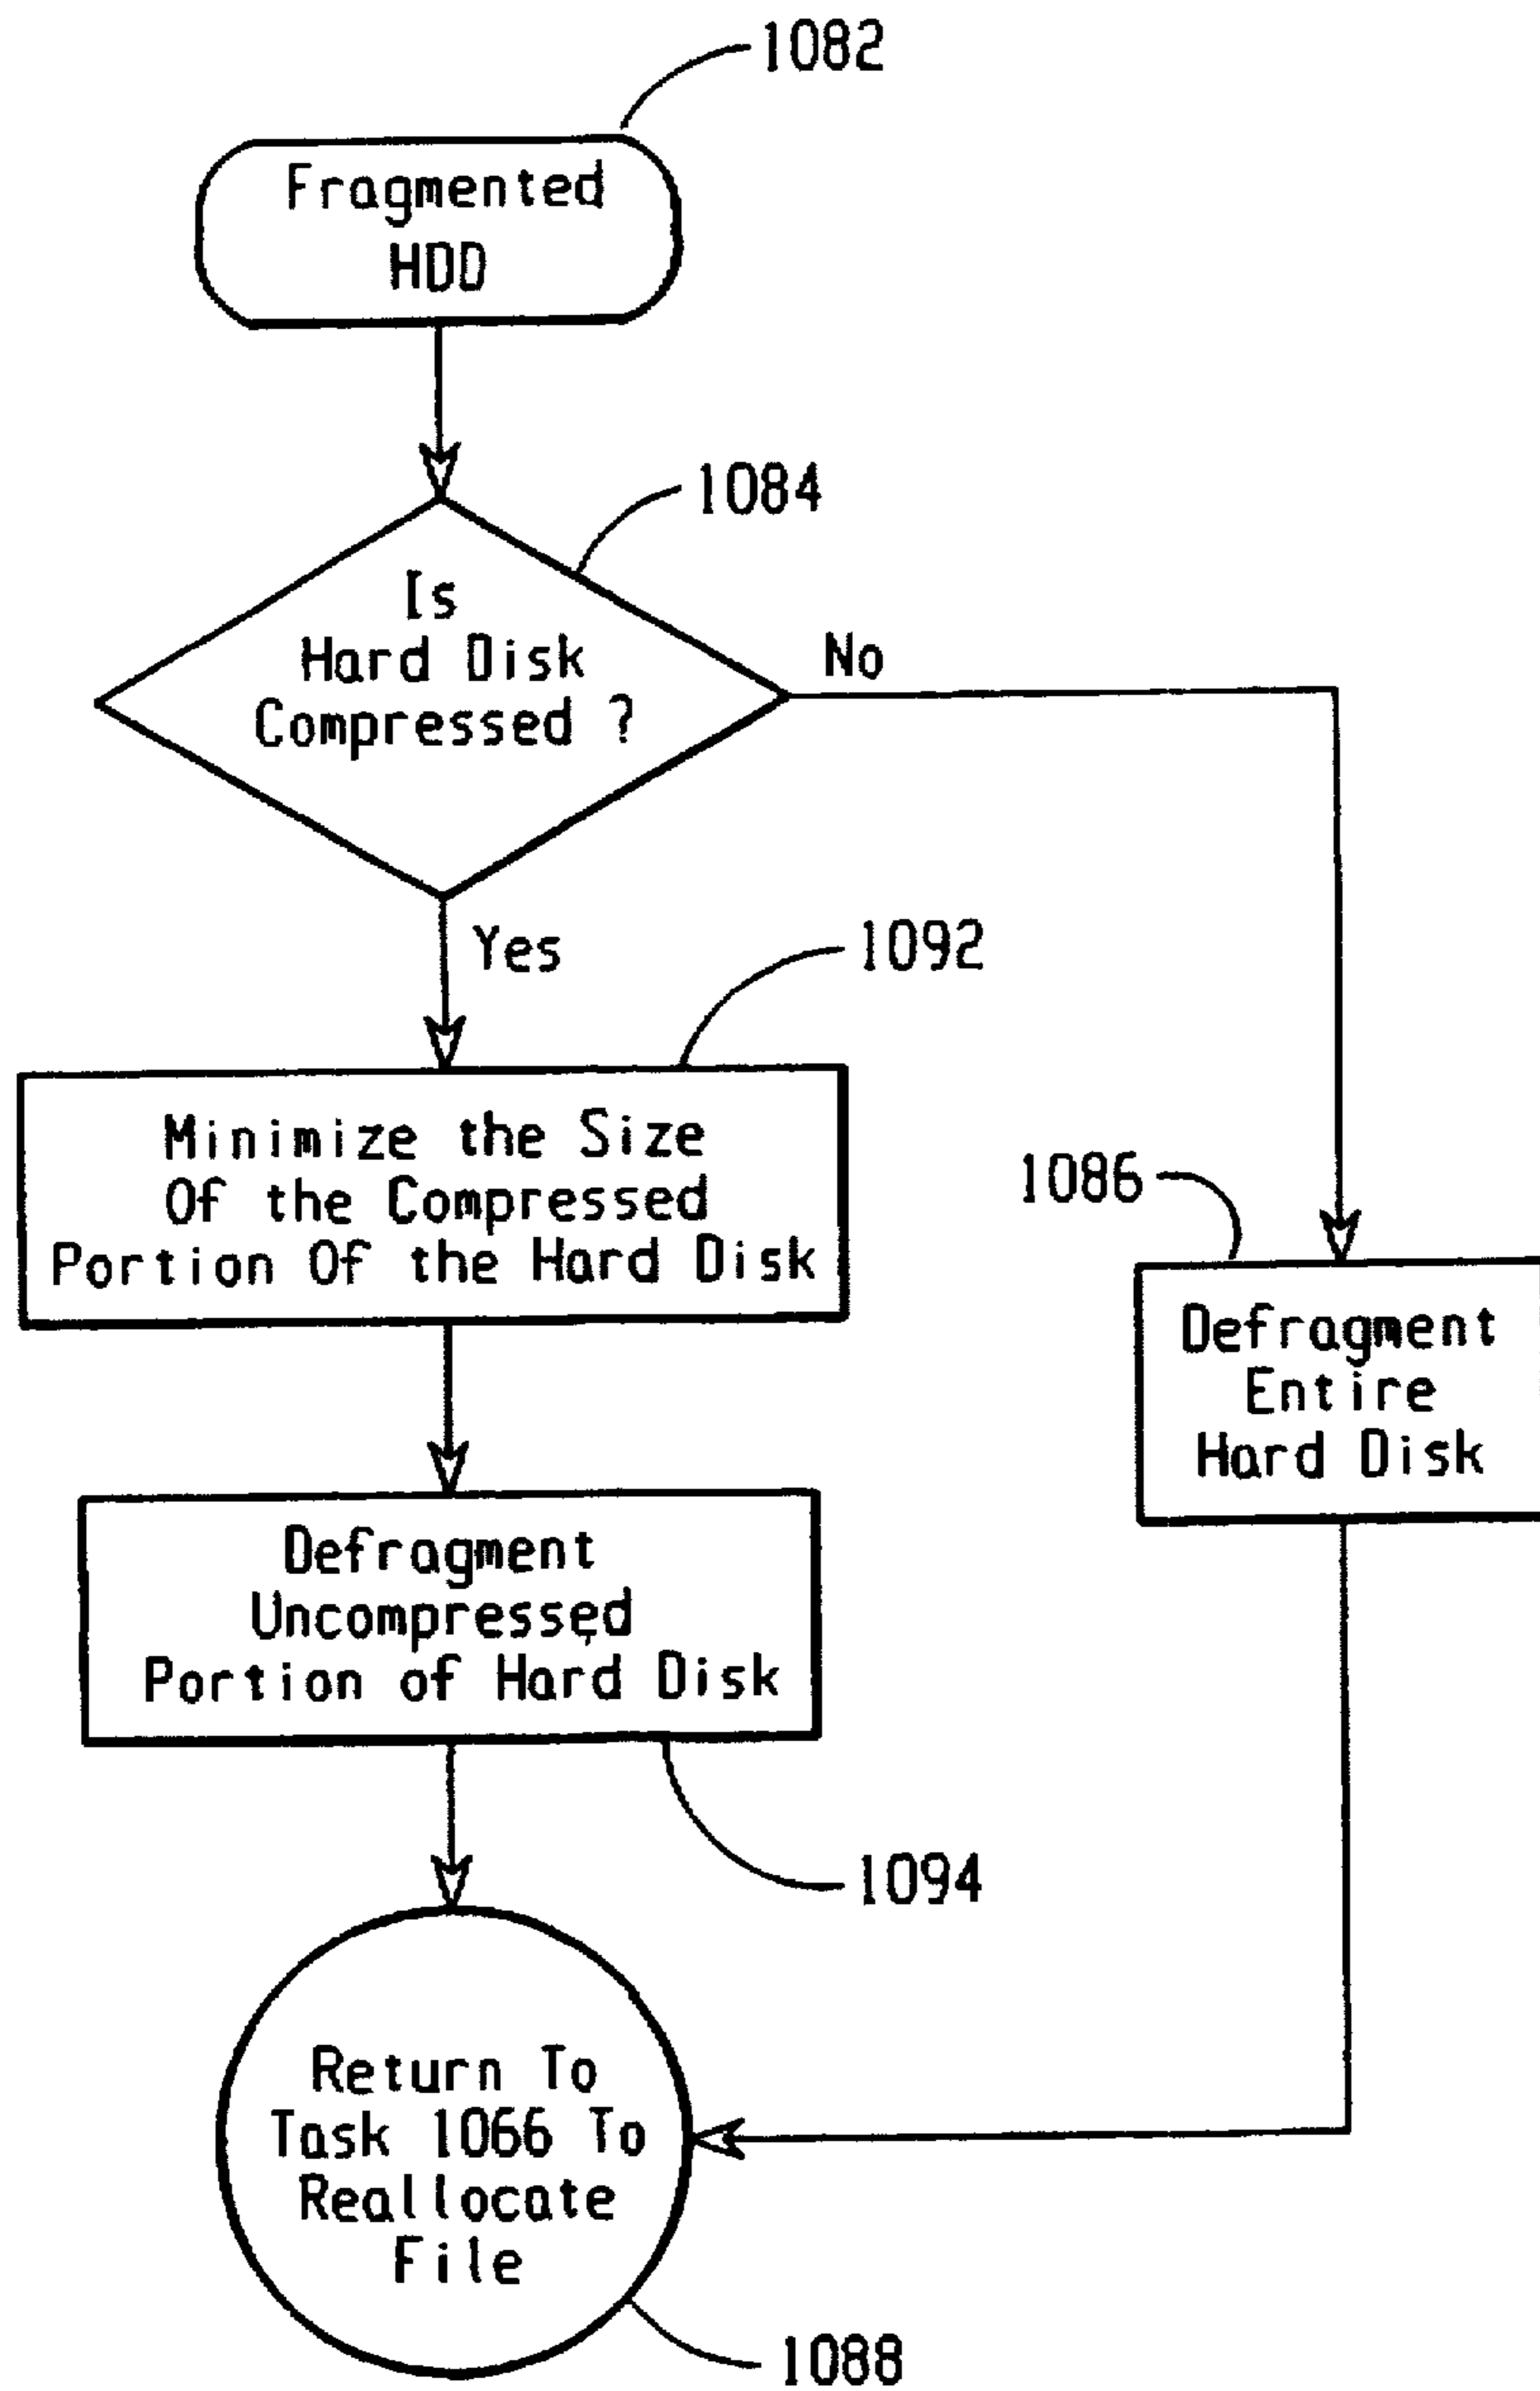 1082
Fragmented
HDD
1084
Is
Hard Disk
Compressed ?
No
Yes
1092
Minimize the Size
Of the Compressed
Portion Of the Hard Disk
1086
Defragment
Entire
Hard Disk
Defragment
Uncompressed
Portion of Hard Disk
1094
Return To
Task 1066 To
Reallocate
File
1088